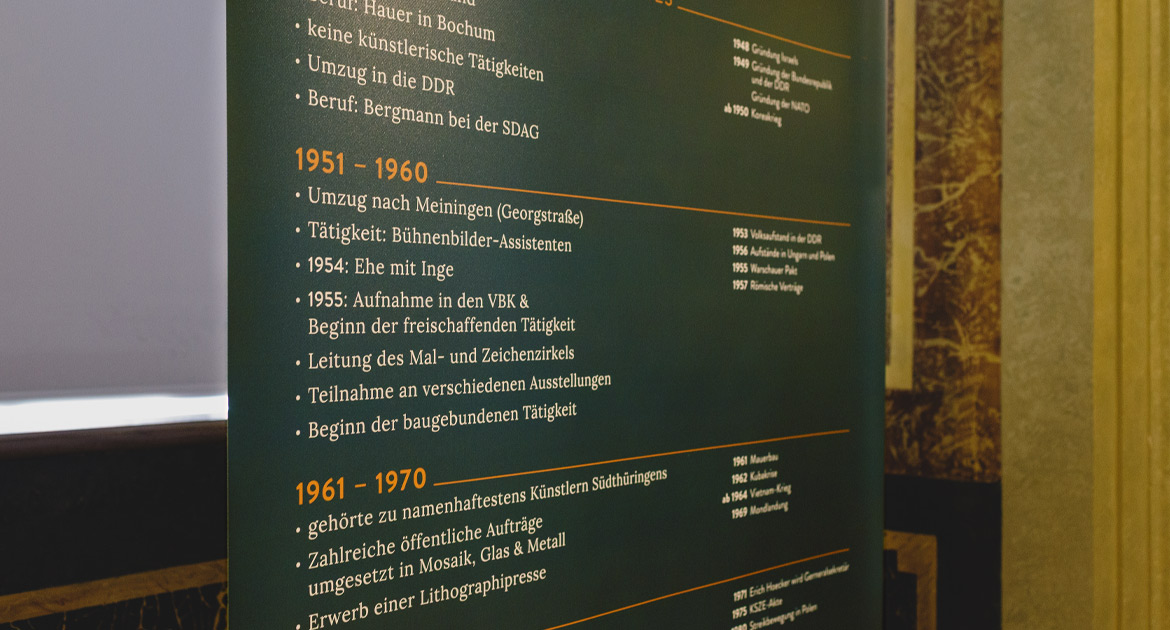 Beruf: Hauer in Bochum
• keine künstlerische Tätigkeiten
• Umzug in die DDR
• Beruf: Bergmann bei der SDAG
1948 Gründung Israels
1949 Gründung der Bundesrepublik
und der DDR
Gründung der NATO
ab 1950 Koreakrieg
1951 – 1960
• Umzug nach Meiningen (Georgstraße)
• Tätigkeit: Bühnenbilder-Assistenten
• 1954: Ehe mit Inge
• 1955: Aufnahme in den VBK &
Beginn der freischaffenden Tätigkeit
• Leitung des Mal- und Zeichenzirkels
• Teilnahme an verschiedenen Ausstellungen
• Beginn der baugebundenen Tätigkeit
1953 Volksaufstand in der DDR
1956 Aufstände in Ungarn und Polen
1955 Warschauer Pakt
1957 Römische Verträge
1961 – 1970
• gehörte zu namenhaftestens Künstlern Südthüringens
• Zahlreiche öffentliche Aufträge
umgesetzt in Mosaik, Glas & Metall
• Erwerb einer Lithographipresse
1961 Mauerbau
1962 Kubakrise
ab 1964 Vietnam-Krieg
1969 Mondlandung
1971 Erich Hoecker wird Gerneralsekretär
1975 KSZE-Akte
1980 Streikbewegung in Polen